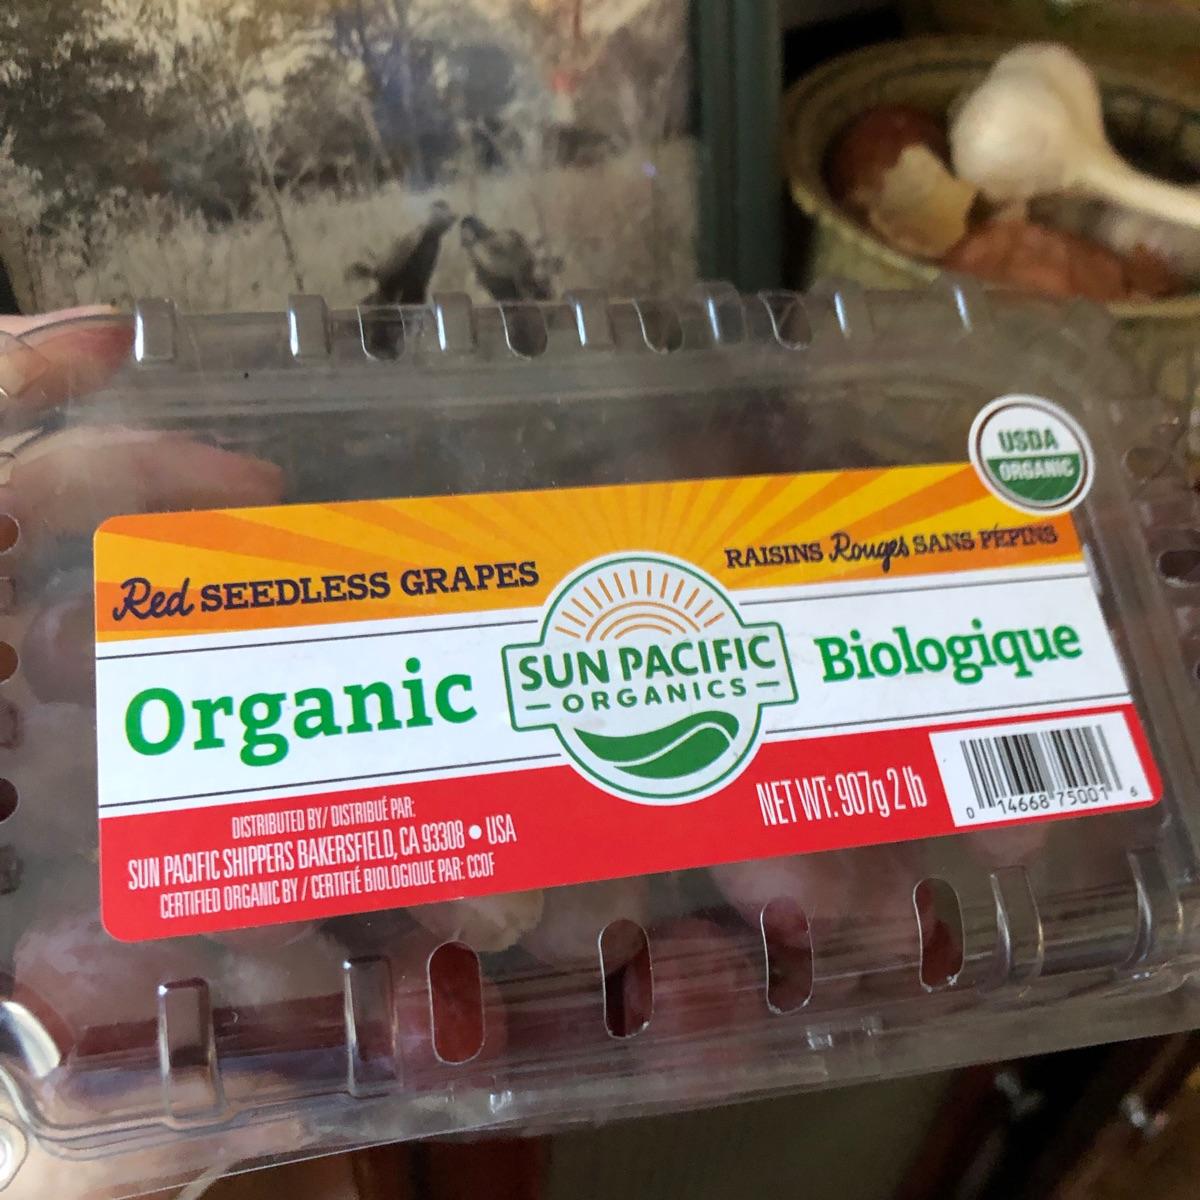 USDA
ORGANIC
Red SEEDLESS GRAPES
RAISINS Rouges SANS PÉPINS
Organic
SUN PACIFIC
ORGANICS
Biologique
DISTRIBUTED BY/ DISTRIBUÉ PAR:
SUN PACIFIC SHIPPERS BAKERSFIELD, CA 93308 • USA
CERTIFIED ORGANIC BY / CERTIFIÉ BIOLOGIQUE PAR: CCOF
NET WT: 907g 2 lb
0 14668 75001 6